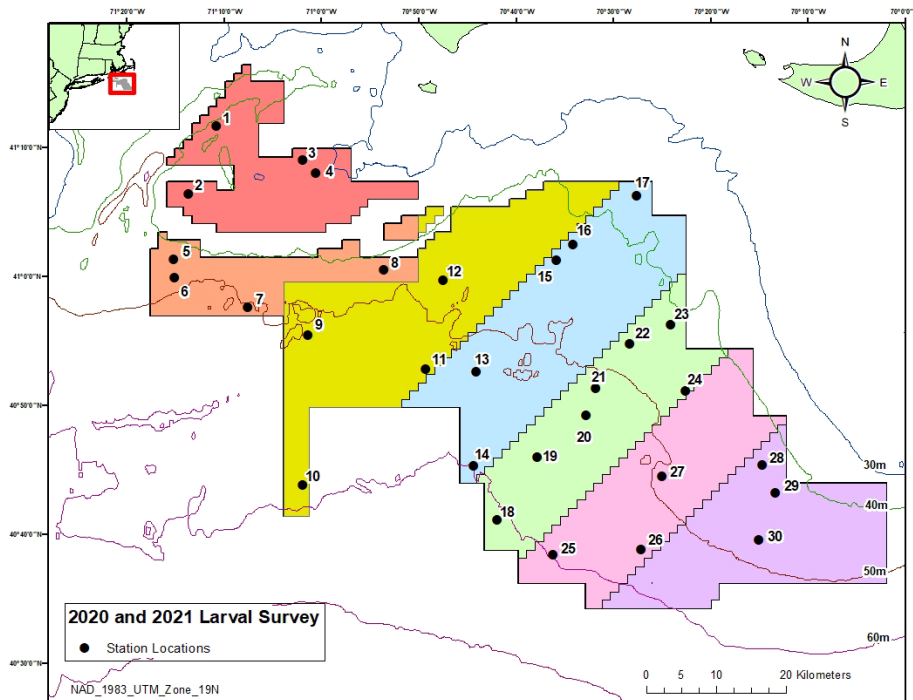 71°20'0"W 71°10'0"W 71°0'0"W 70°50'0"W 70°40'0"W 70°30'0"W 70°20'0"W 70°10'0"W 70°0'0"W
N
W E
S
1
41°10'0"N
3
4
2
17
16
5
15
8
41°0'0"N
12
6
7
23
9
22
11
13
21
24
40°50'0"N
20
14
19
28
30m
27
10
29
40m
18
40°40'0"N
26
30
25
50m
2020 and 2021 Larval Survey
60m
Station Locations
40°30'0"N
0 5 10 20 Kilometers
NAD_1983_UTM_Zone_19N